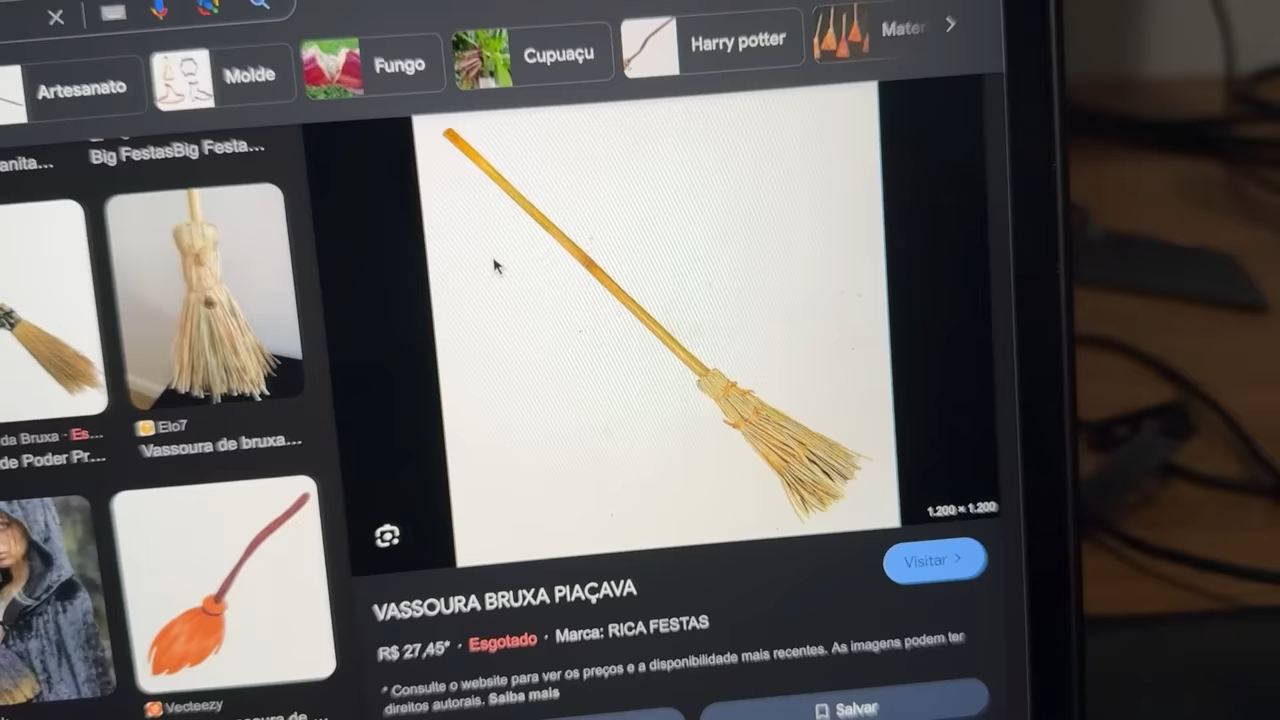 Artesanato
Molde
Fungo
Cupuaçu
Harry potter
Mater
anita...
Big FestasBig Festa...
da Bruxa · Es...
de Poder Pr...
Elo7
Vassoura de bruxa...
Vecteezy
1.200 × 1.200
Visitar >
VASSOURA BRUXA PIAÇAVA
R$ 27,45* · Esgotado · Marca: RICA FESTAS
* Consulte o website para ver os preços e a disponibilidade mais recentes. As imagens podem ter
direitos autorais. Saiba mais
Salvar